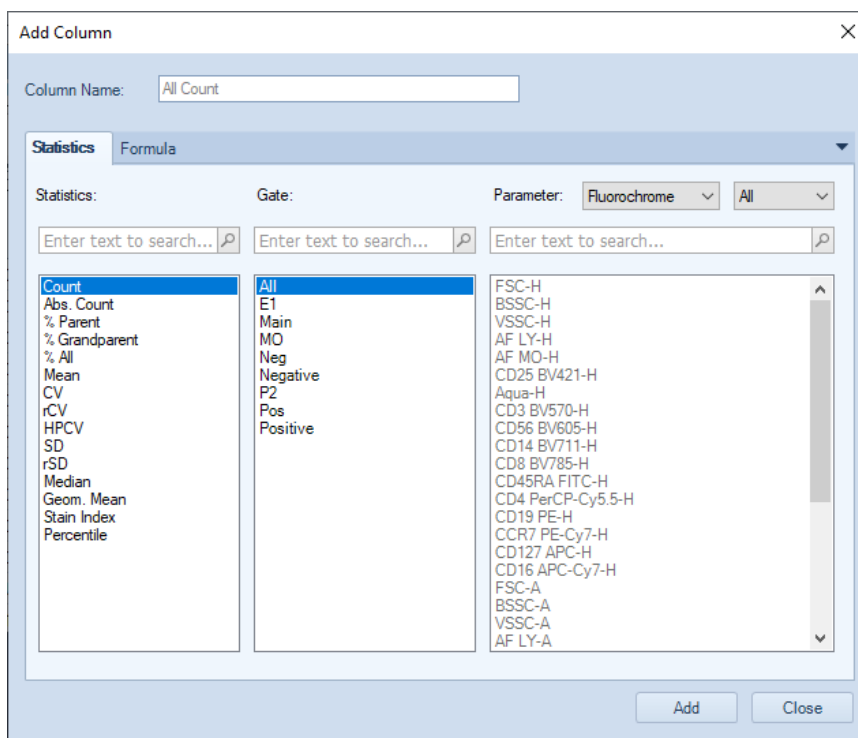 Add Column
Column Name: All Count
Statistics Formula
Statistics: Gate: Parameter: Fluorochrome All
Enter text to search... Enter text to search... Enter text to search...
Count All FSC-H
Abs. Count E1 BSSC-H
% Parent Main VSSC-H
% Grandparent MO AF LY-H
% All Neg AF MO-H
Mean Negative CD25 BV421-H
CV P2 Aqua-H
rCV Pos CD3 BV570-H
HPCV Positive CD56 BV605-H
SD CD14 BV711-H
rSD CD8 BV785-H
Median CD45RA FITC-H
Geom. Mean CD4 PerCP-Cy5.5-H
Stain Index CD19 PE-H
Percentile CCR7 PE-Cy7-H
CD127 APC-H
CD16 APC-Cy7-H
FSC-A
BSSC-A
VSSC-A
AF LY-A
Add Close